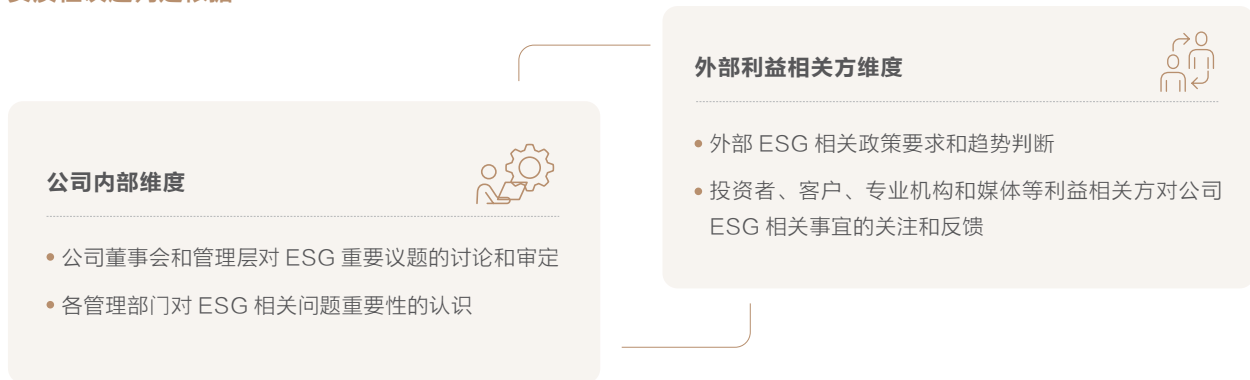 公司内部维度
• 公司董事会和管理层对 ESG 重要议题的讨论和审定
• 各管理部门对 ESG 相关问题重要性的认识
外部利益相关方维度
• 外部 ESG 相关政策要求和趋势判断
• 投资者、客户、专业机构和媒体等利益相关方对公司
ESG 相关事宜的关注和反馈